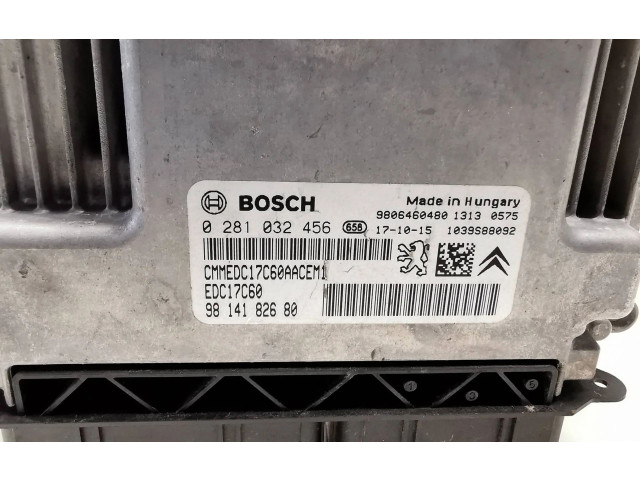 BOSCH
Made in Hungary
9806460480 1313 0575
0 281 032 456 658 17-10-15 1039S88092
CMMEDC17C60AACEM1
EDC17C60
98 141 826 80